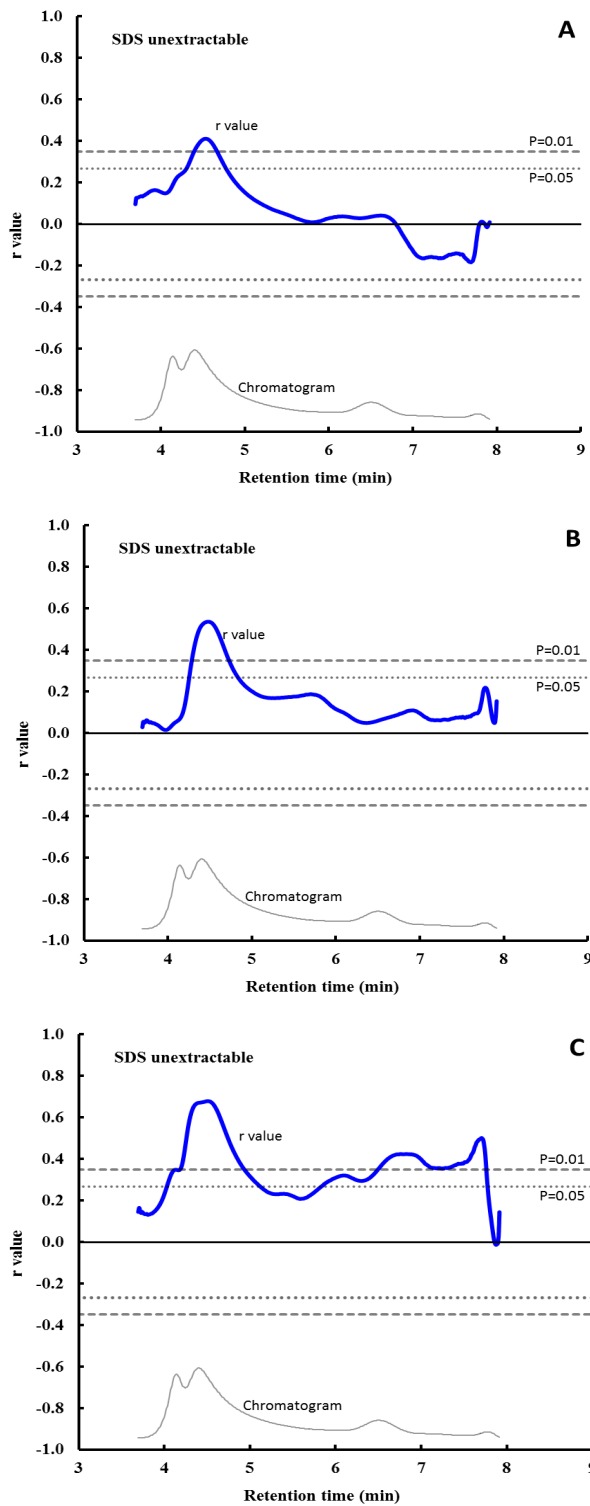 A
SDS unextractable
1.0
0.8
0.6
0.4
0.2
0.0
-0.2
-0.4
-0.6
-0.8
-1.0
r value
r value
P=0.01
P=0.05
Chromatogram
3 4 5 6 7 8 9
Retention time (min)
B
SDS unextractable
1.0
0.8
0.6
0.4
0.2
0.0
-0.2
-0.4
-0.6
-0.8
-1.0
r value
r value
P=0.01
P=0.05
Chromatogram
3 4 5 6 7 8 9
Retention time (min)
C
SDS unextractable
1.0
0.8
0.6
0.4
0.2
0.0
-0.2
-0.4
-0.6
-0.8
-1.0
r value
r value
P=0.01
P=0.05
Chromatogram
3 4 5 6 7 8 9
Retention time (min)